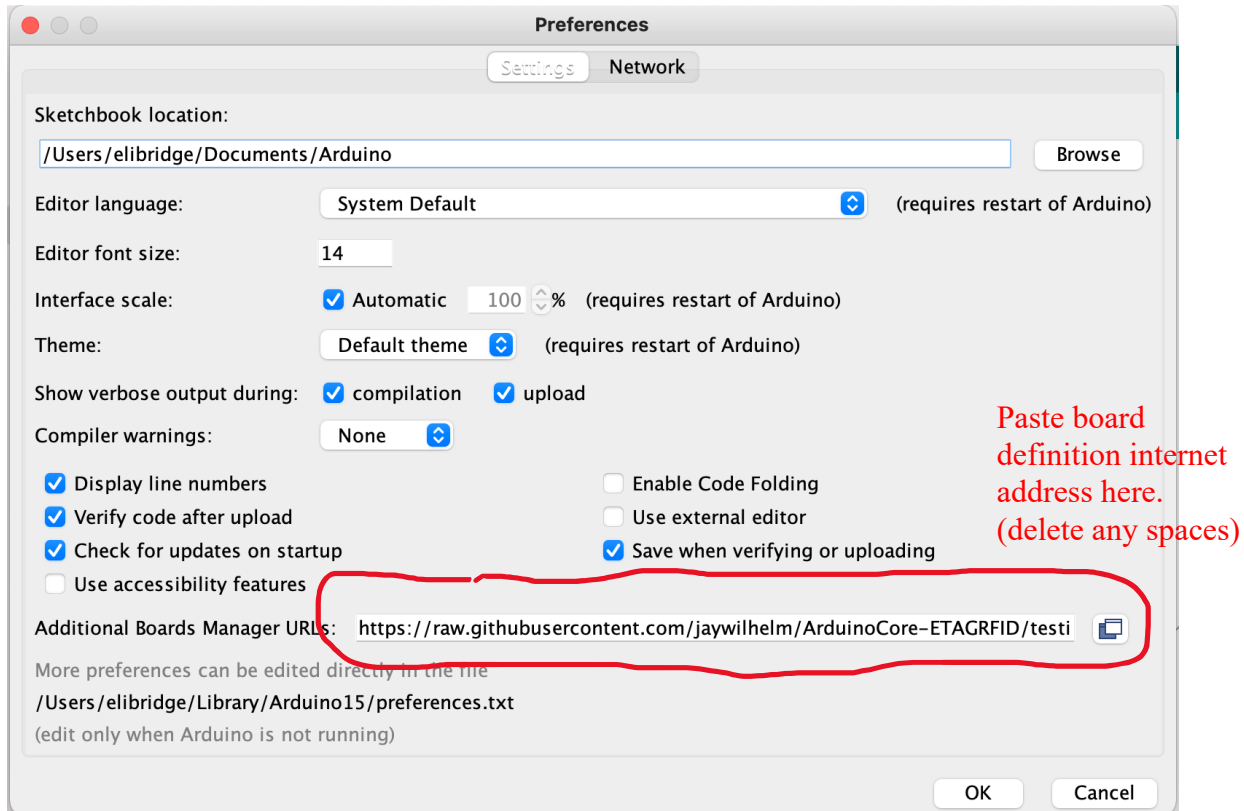 Preferences
Settings Network
Sketchbook location:
/Users/elibridge/Documents/Arduino Browse
Editor language: System Default (requires restart of Arduino)
Editor font size: 14
Interface scale: Automatic 100 % (requires restart of Arduino)
Theme: Default theme (requires restart of Arduino)
Show verbose output during: compilation upload
Compiler warnings: None
Display line numbers Enable Code Folding
Verify code after upload Use external editor
Check for updates on startup Save when verifying or uploading
Use accessibility features
Paste board
definition internet
address here.
(delete any spaces)
Additional Boards Manager URLs: https://raw.githubusercontent.com/jaywilhelm/ArduinoCore-ETAGRFID/testi
More preferences can be edited directly in the file
/Users/elibridge/Library/Arduino15/preferences.txt
(edit only when Arduino is not running)
OK Cancel